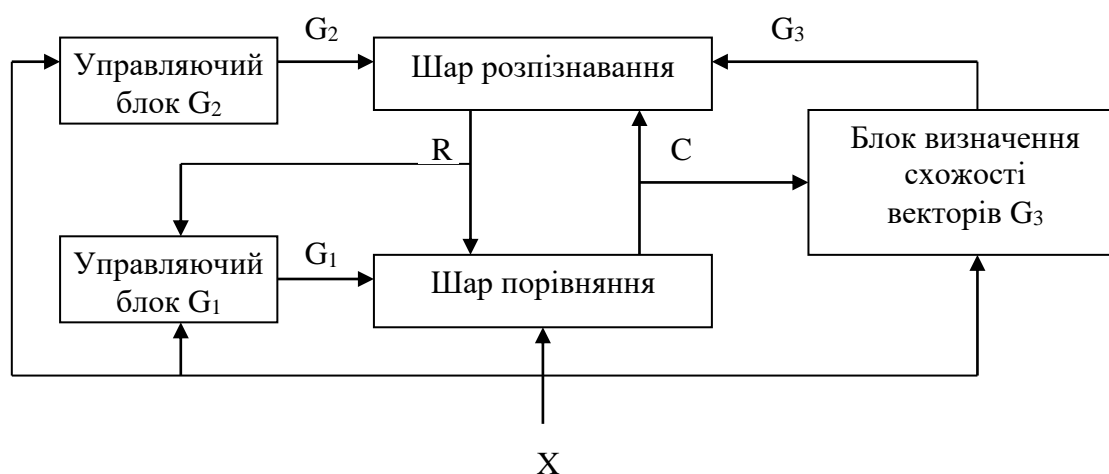 G₂
G₃
Управляючий
блок G₂
Шар розпізнавання
Блок визначення
схожості
векторів G₃
R
C
Управляючий
блок G₁
G₁
Шар порівняння
X